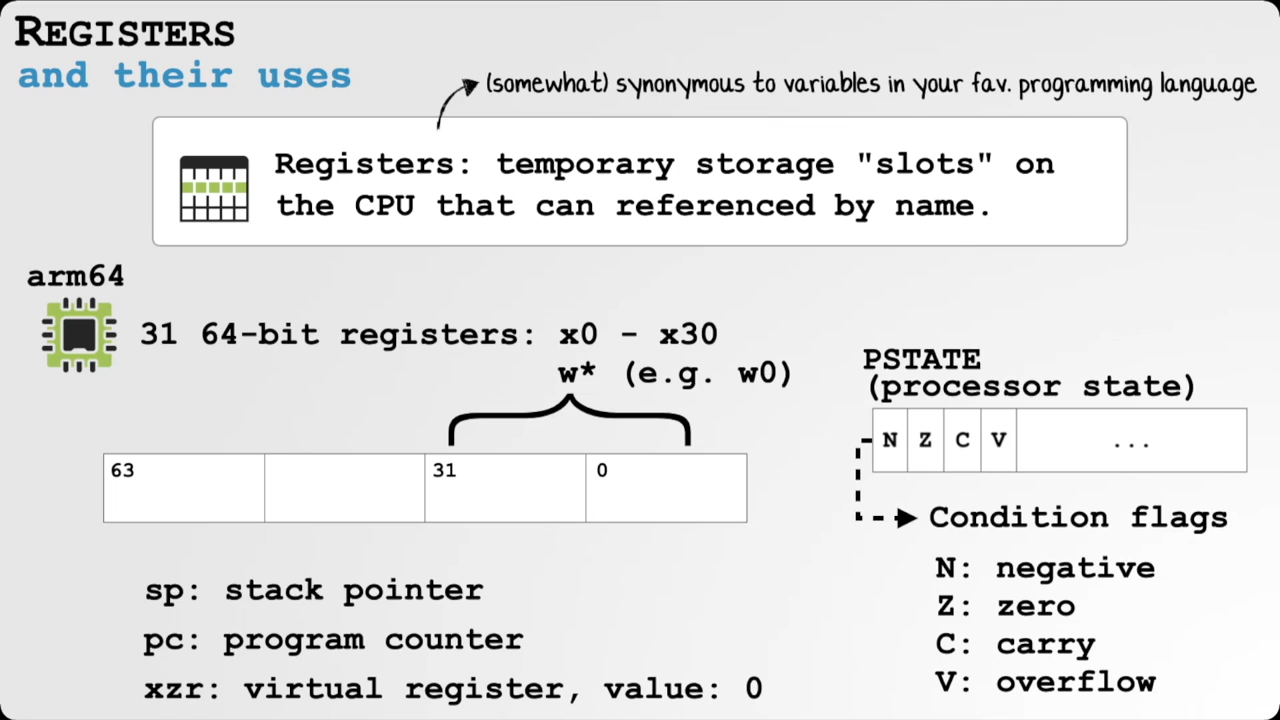 REGISTERS
and their uses
(somewhat) synonymous to variables in your fav. programming language
Registers: temporary storage "slots" on
the CPU that can referenced by name.
arm64
31 64-bit registers: x0 - x30
w* (e.g. w0)
63 31 0
sp: stack pointer
pc: program counter
xzr: virtual register, value: 0
PSTATE
(processor state)
N Z C V ...
Condition flags
N: negative
Z: zero
C: carry
V: overflow